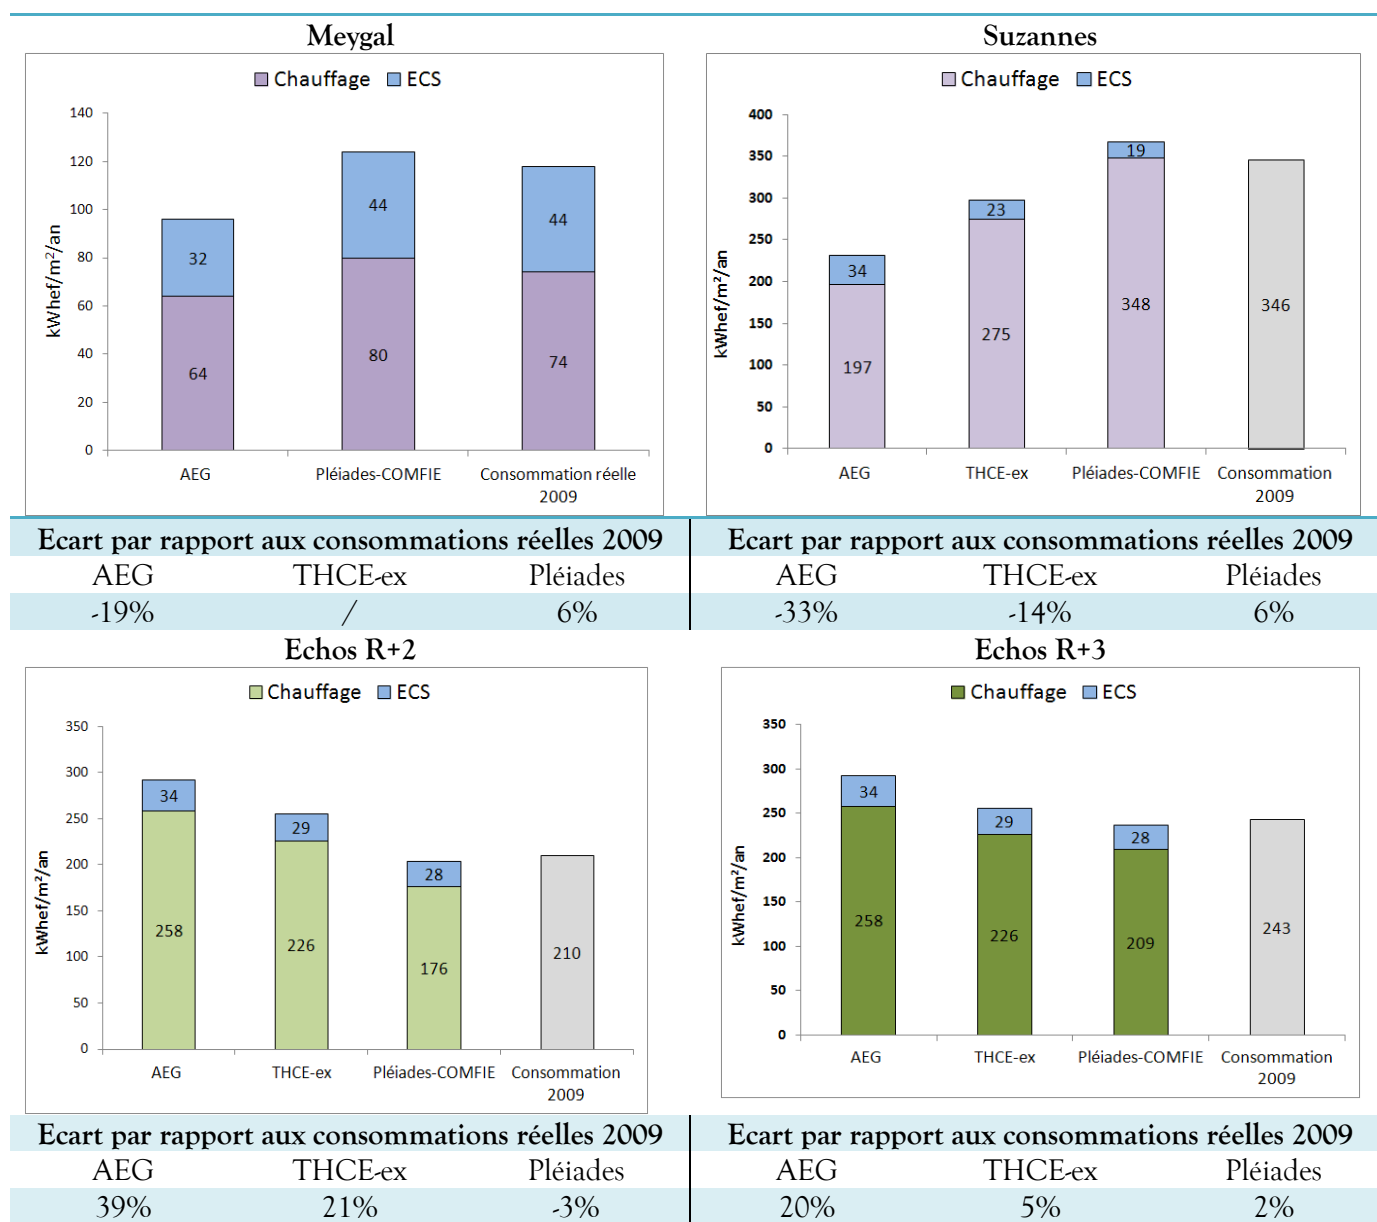 Meygal
Chauffage ECS
kWhef/m²/an
140
120
100
80
60
40
20
0
32
64
44
80
44
74
AEG Pléiades-COMFIE Consommation réelle
2009
Suzannes
Chauffage ECS
kWhef/m²/an
400
350
300
250
200
150
100
50
0
34
197
23
275
19
348
346
AEG THCE-ex Pléiades-COMFIE Consommation
2009
Ecart par rapport aux consommations réelles 2009
AEG THCE-ex Pléiades
-19% / 6%
Ecart par rapport aux consommations réelles 2009
AEG THCE-ex Pléiades
-33% -14% 6%
Echos R+2
Chauffage ECS
kWhef/m²/an
350
300
250
200
150
100
50
0
34
258
29
226
28
176
210
AEG THCE-ex Pléiades-COMFIE Consommation
2009
Echos R+3
Chauffage ECS
kWhef/m²/an
350
300
250
200
150
100
50
0
34
258
29
226
28
209
243
AEG THCE-ex Pléiades-COMFIE Consommation
2009
Ecart par rapport aux consommations réelles 2009
AEG THCE-ex Pléiades
39% 21% -3%
Ecart par rapport aux consommations réelles 2009
AEG THCE-ex Pléiades
20% 5% 2%